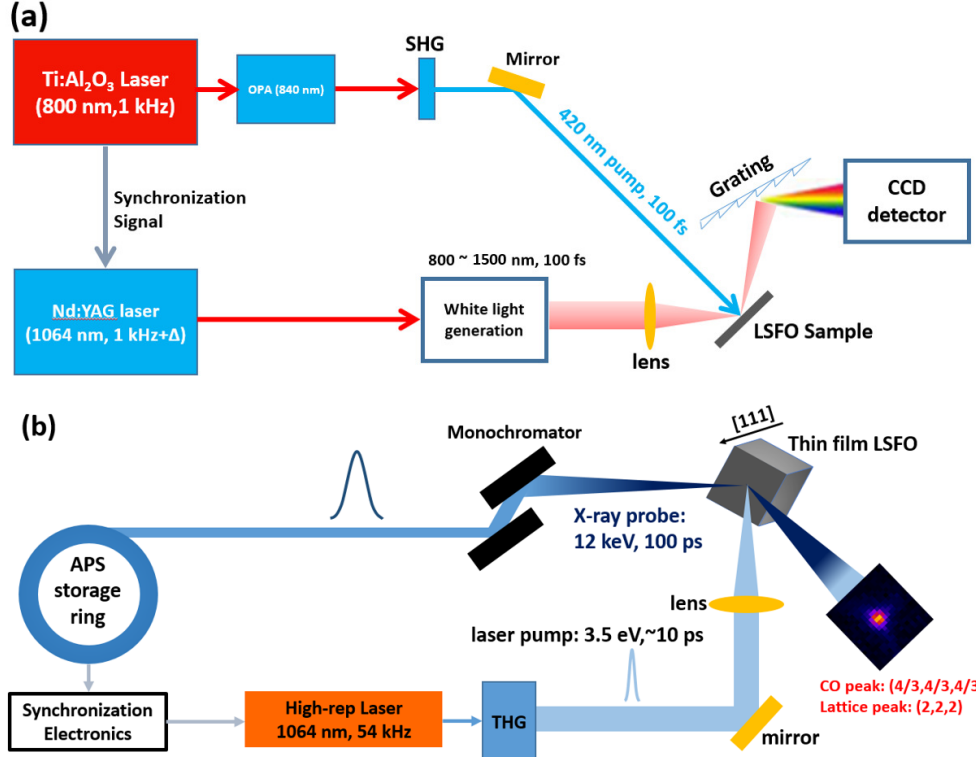 (a)
Ti:Al₂O₃ Laser
(800 nm,1 kHz)
OPA (840 nm)
SHG
Mirror
420 nm pump, 100 fs
Grating
CCD
detector
Synchronization
Signal
800 ~ 1500 nm, 100 fs
Nd:YAG laser
(1064 nm, 1 kHz+Δ)
White light
generation
lens
LSFO Sample
(b)
Monochromator
[111]
Thin film LSFO
X-ray probe:
12 keV, 100 ps
APS
storage
ring
lens
laser pump: 3.5 eV,~10 ps
CO peak: (4/3,4/3,4/3
Lattice peak: (2,2,2)
Synchronization
Electronics
High-rep Laser
1064 nm, 54 kHz
THG
mirror